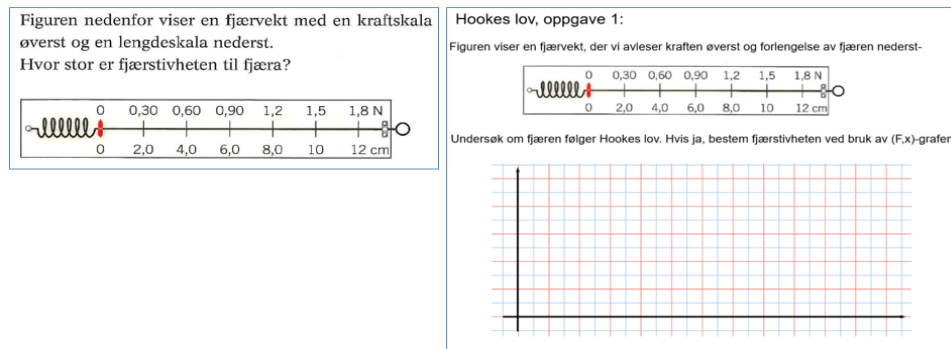 Figuren nedenfor viser en fjærvekt med en kraftskala
øverst og en lengdeskala nederst.
Hvor stor er fjærstivheten til fjæra?
0 0,30 0,60 0,90 1,2 1,5 1,8 N
0 2,0 4,0 6,0 8,0 10 12 cm
Hookes lov, oppgave 1:
Figuren viser en fjærvekt, der vi avleser kraften øverst og forlengelse av fjæren nederst-
0 0,30 0,60 0,90 1,2 1,5 1,8 N
0 2,0 4,0 6,0 8,0 10 12 cm
Undersøk om fjæren følger Hookes lov. Hvis ja, bestem fjærstivheten ved bruk av (F,x)-grafen